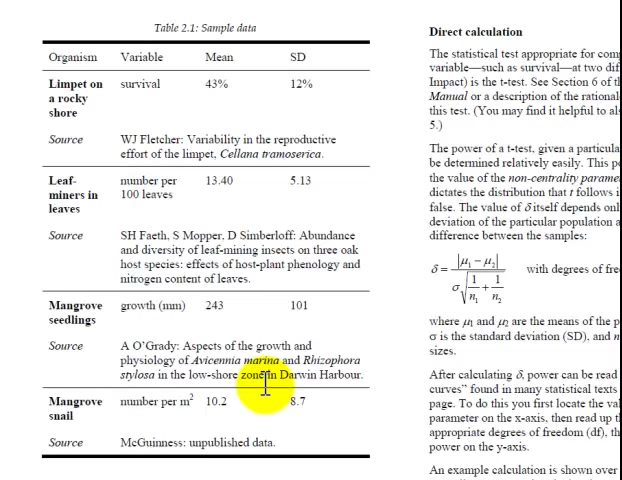 Table 2.1: Sample data
Organism Variable Mean SD
Limpet on a rocky shore survival 43% 12%
Source WJ Fletcher: Variability in the reproductive
effort of the limpet, Cellana tramoserica.
Leaf- number per 13.40 5.13
miners in 100 leaves
leaves
Source SH Faeth, S Mopper, D Simberloff: Abundance
and diversity of leaf-mining insects on three oak
host species: effects of host-plant phenology and
nitrogen content of leaves.
Mangrove growth (mm) 243 101
seedlings
Source A O'Grady: Aspects of the growth and
physiology of Avicennia marina and Rhizophora
stylosa in the low-shore zone in Darwin Harbour.
Mangrove number per m² 10.2 8.7
snail
Source McGuinness: unpublished data.
Direct calculation
The statistical test appropriate for com
variable—such as survival—at two dif
Impact) is the t-test. See Section 6 of t
Manual or a description of the rational
this test. (You may find it helpful to al
5.)
The power of a t-test, given a particula
be determined relatively easily. This p
the value of the non-centrality parame
dictates the distribution that t follows i
false. The value of δ itself depends onl
deviation of the particular population a
difference between the samples:
δ = |μ₁ − μ₂| / σ√(1/n₁ + 1/n₂) with degrees of fre
where μ₁ and μ₂ are the means of the p
σ is the standard deviation (SD), and n
sizes.
After calculating δ, power can be read
curves" found in many statistical texts
page. To do this you first locate the val
parameter on the x-axis, then read up t
appropriate degrees of freedom (df), th
power on the y-axis.
An example calculation is shown over